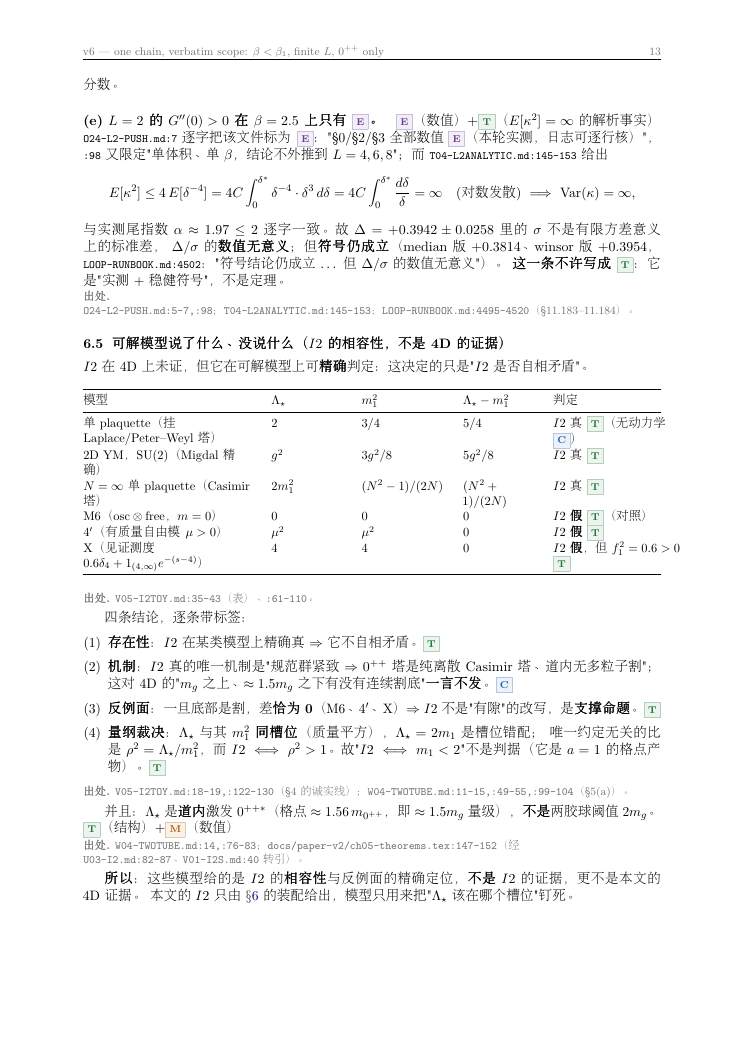 v6 — one chain, verbatim scope: β < β₁, finite L, 0⁺⁺ only 13
分数。
(e) L = 2 的 G″(0) > 0 在 β = 2.5 上只有 E。 E（数值）+T（E[κ²] = ∞ 的解析事实）
O24-L2-PUSH.md:7 逐字把该文件标为 E："§0/§2/§3 全部数值 E（本轮实测，日志可逐行核）"，
:98 又限定"单体积、单 β，结论不外推到 L = 4, 6, 8"；而 T04-L2ANALYTIC.md:145-153 给出
E[κ²] ≤ 4 E[δ⁻⁴] = 4C ∫₀^{δ*} δ⁻⁴ · δ³ dδ = 4C ∫₀^{δ*} dδ/δ = ∞ （对数发散） ⟹ Var(κ) = ∞,
与实测尾指数 α ≈ 1.97 ≤ 2 逐字一致。故 Δ = +0.3942 ± 0.0258 里的 σ 不是有限方差意义
上的标准差， Δ/σ 的数值无意义；但符号仍成立（median 版 +0.3814、winsor 版 +0.3954，
LOOP-RUNBOOK.md:4502："符号结论仍成立 … 但 Δ/σ 的数值无意义"）。 这一条不许写成 T：它
是"实测 + 稳健符号"，不是定理。
出处.
O24-L2-PUSH.md:5-7,:98; T04-L2ANALYTIC.md:145-153; LOOP-RUNBOOK.md:4495-4520（§11.183–11.184）。
6.5 可解模型说了什么、没说什么（I2 的相容性，不是 4D 的证据）
I2 在 4D 上未证，但它在可解模型上可精确判定：这决定的只是"I2 是否自相矛盾"。
模型 Λ⋆ m₁² Λ⋆ − m₁² 判定
单 plaquette（挂 2 3/4 5/4 I2 真 T（无动力学
Laplace/Peter–Weyl 塔） C）
2D YM，SU(2)（Migdal 精 g² 3g²/8 5g²/8 I2 真 T
确）
N = ∞ 单 plaquette（Casimir 2m₁² (N² − 1)/(2N) (N² + I2 真 T
塔） 1)/(2N)
M6（osc ⊗ free，m = 0） 0 0 0 I2 假 T（对照）
4′（有质量自由模 μ > 0） μ² μ² 0 I2 假 T
X（见证测度 4 4 0 I2 假，但 f₁² = 0.6 > 0
0.6δ₄ + 1_{(4,∞)}e^{−(s−4)}） T
出处. V05-I2TOY.md:35-43（表）、:61-110。
四条结论，逐条带标签：
(1) 存在性：I2 在某类模型上精确真 ⇒ 它不自相矛盾。T
(2) 机制：I2 真的唯一机制是"规范群紧致 ⇒ 0⁺⁺ 塔是纯离散 Casimir 塔、道内无多粒子割"；
这对 4D 的"m_g 之上、≈ 1.5m_g 之下有没有连续割底"一言不发。C
(3) 反例面：一旦底部是割，差恰为 0（M6、4′、X）⇒ I2 不是"有隙"的改写，是支撑命题。T
(4) 量纲裁决：Λ⋆ 与其 m₁² 同槽位（质量平方），Λ⋆ = 2m₁ 是槽位错配； 唯一约定无关的比
是 ρ² = Λ⋆/m₁²，而 I2 ⟺ ρ² > 1。故"I2 ⟺ m₁ < 2"不是判据（它是 a = 1 的格点产
物）。T
出处. V05-I2TOY.md:18-19,:122-130（§4 的诚实线）; W04-TWOTUBE.md:11-15,:49-55,:99-104（§5(a)）。
并且：Λ⋆ 是道内激发 0⁺⁺*（格点 ≈ 1.56 m_{0⁺⁺}，即 ≈ 1.5m_g 量级），不是两胶球阈值 2m_g。
T（结构）+M（数值）
出处. W04-TWOTUBE.md:14,:76-83; docs/paper-v2/ch05-theorems.tex:147-152（经
U03-I2.md:82-87、V01-I2S.md:40 转引）。
所以：这些模型给的是 I2 的相容性与反例面的精确定位，不是 I2 的证据，更不是本文的
4D 证据。 本文的 I2 只由 §6 的装配给出，模型只用来把"Λ⋆ 该在哪个槽位"钉死。